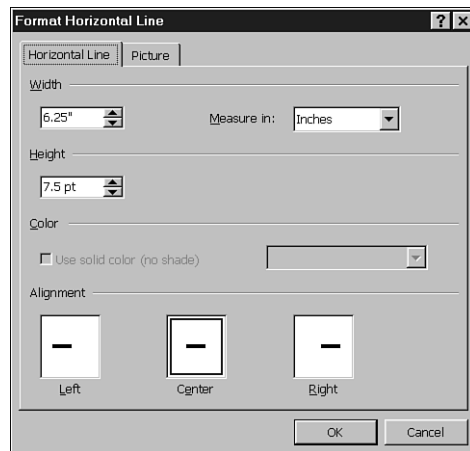 Format Horizontal Line
Horizontal Line Picture
Width
6.25" Measure in: Inches
Height
7.5 pt
Color
Use solid color (no shade)
Alignment
Left Center Right
OK Cancel